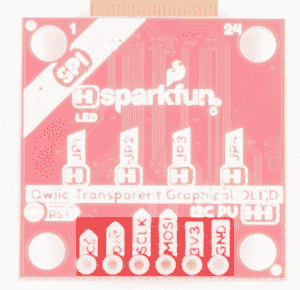 1 24
SPI
sparkfun
LED
JP1 JP2 JP3 JP4
Qwiic Transparent Graphical OLED
RST I2C PU
CS D/C SCLK MOSI 3V3 GND